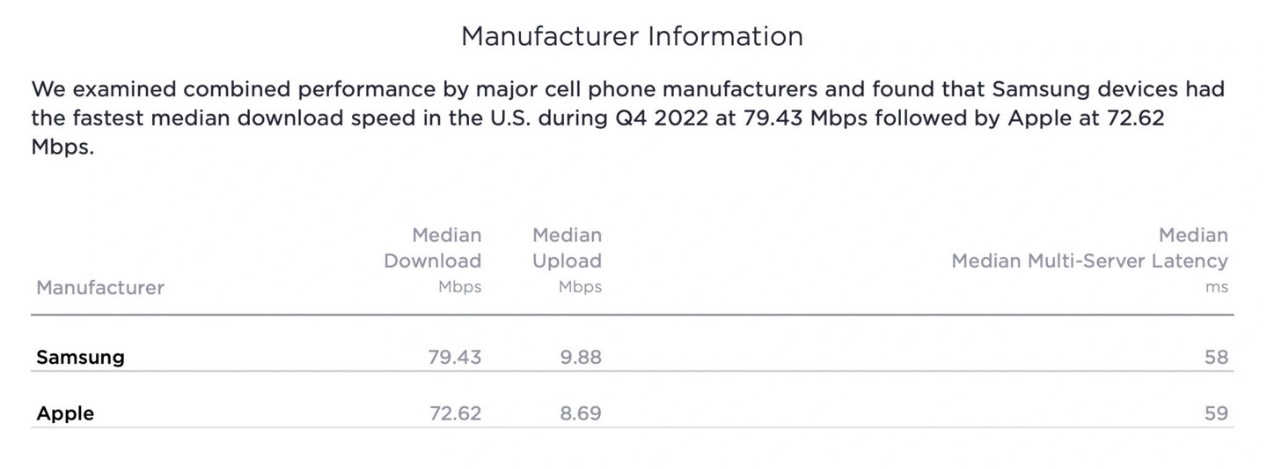 Manufacturer Information
We examined combined performance by major cell phone manufacturers and found that Samsung devices had
the fastest median download speed in the U.S. during Q4 2022 at 79.43 Mbps followed by Apple at 72.62
Mbps.
Median Median Median
Download Upload Median Multi-Server Latency
Manufacturer Mbps Mbps ms
Samsung 79.43 9.88 58
Apple 72.62 8.69 59